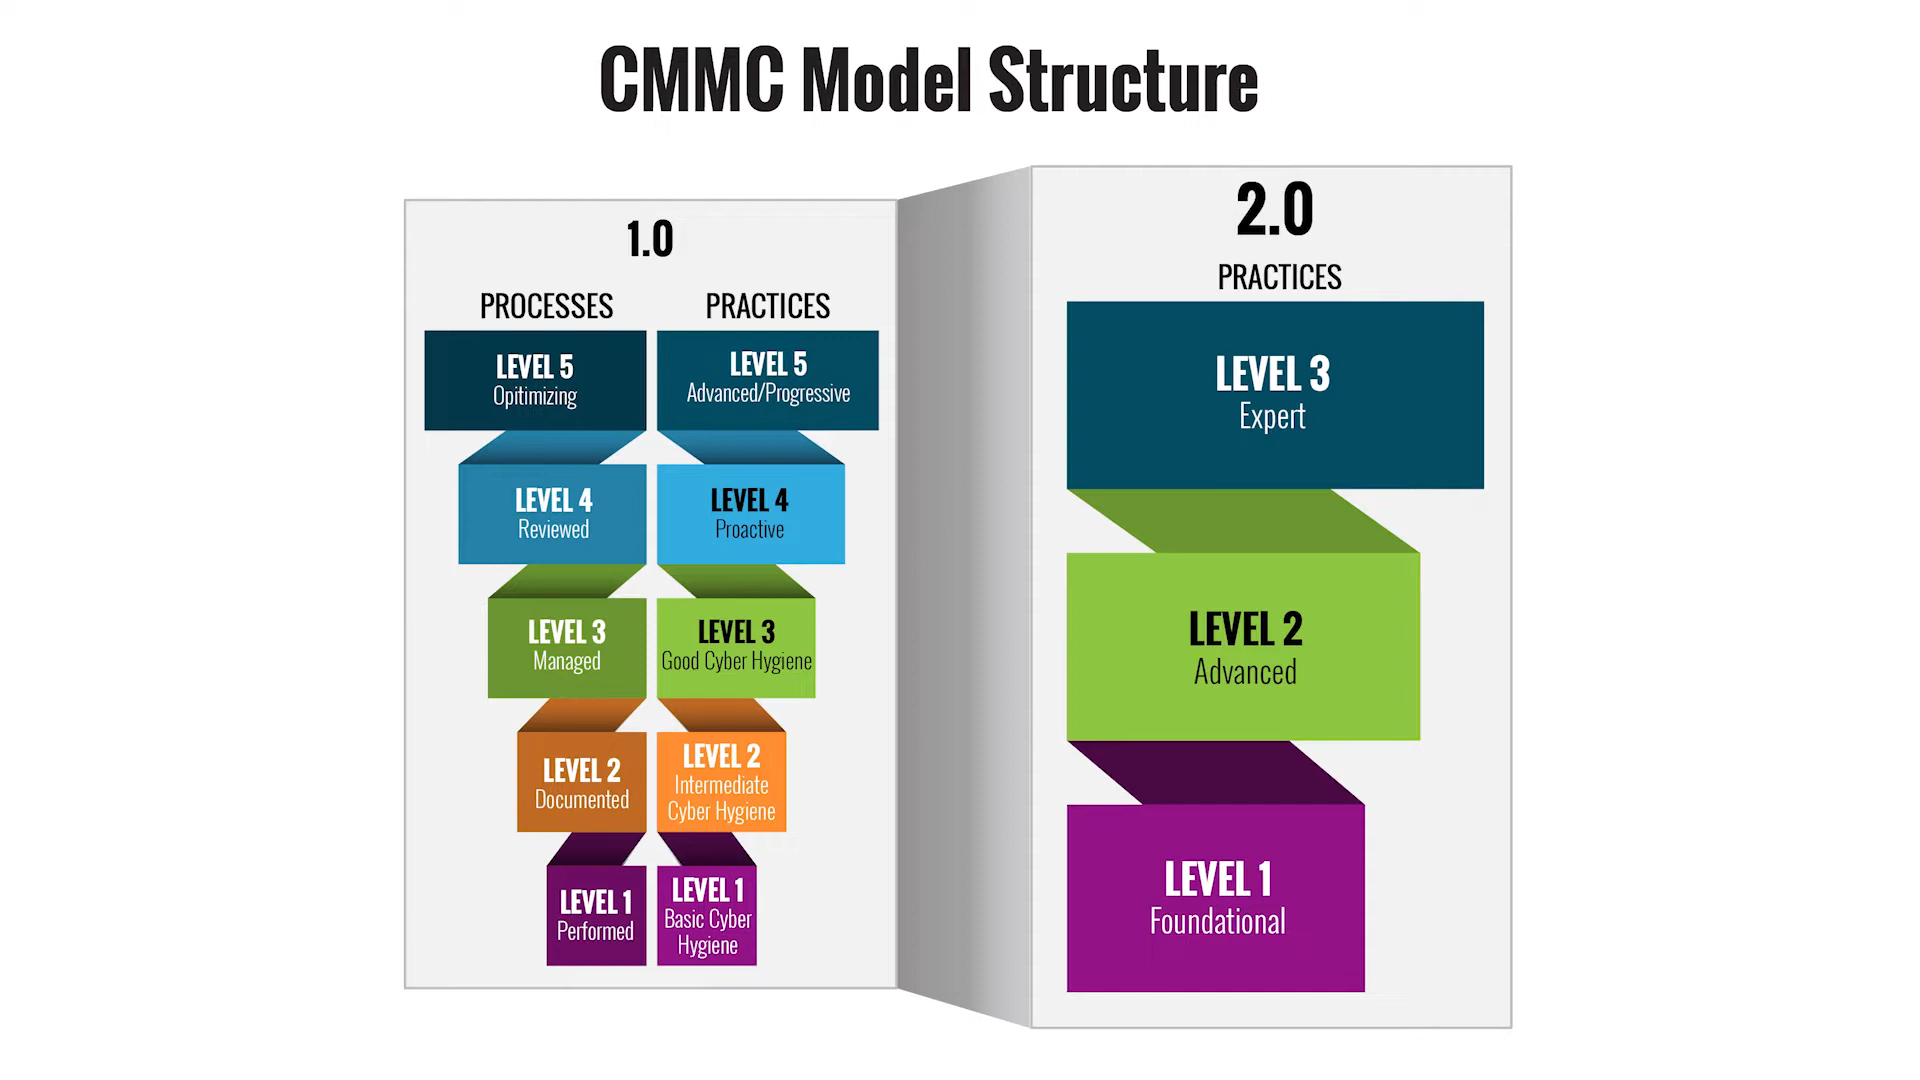 CMMC Model Structure
1.0
PROCESSES
PRACTICES
LEVEL 5
Opitimizing
LEVEL 5
Advanced/Progressive
LEVEL 4
Reviewed
LEVEL 4
Proactive
LEVEL 3
Managed
LEVEL 3
Good Cyber Hygiene
LEVEL 2
Documented
LEVEL 2
Intermediate
Cyber Hygiene
LEVEL 1
Performed
LEVEL 1
Basic Cyber
Hygiene
2.0
PRACTICES
LEVEL 3
Expert
LEVEL 2
Advanced
LEVEL 1
Foundational